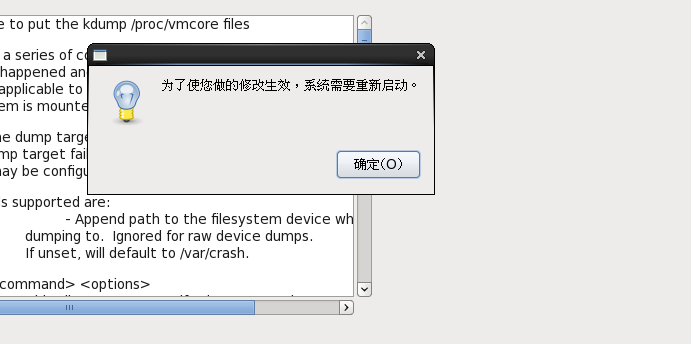 e to put the kdump /proc/vmcore files
a series of co
happened an
applicable to
em is mounte
为了使您做的修改生效，系统需要重新启动。
确定(O)
ne dump targe
mp target fai
may be configu
s supported are:
- Append path to the filesystem device wh
dumping to. Ignored for raw device dumps.
If unset, will default to /var/crash.
command> <options>